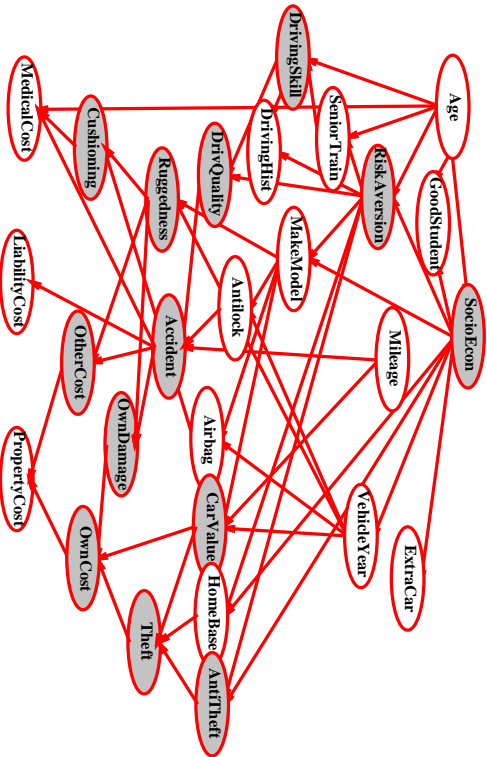 Age
GoodStudent
SocioEcon
RiskAversion
SeniorTrain
DrivingSkill
DrivingHist
MakeModel
Mileage
VehicleYear
ExtraCar
DrivQuality
Antilock
Airbag
CarValue
HomeBase
AntiTheft
Ruggedness
Accident
Theft
OwnDamage
Cushioning
OtherCost
OwnCost
MedicalCost
LiabilityCost
PropertyCost